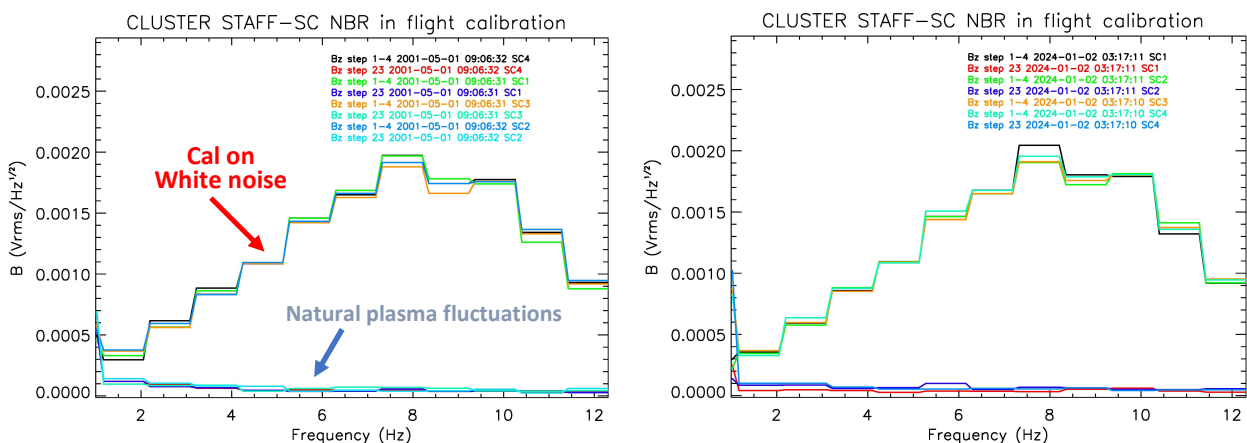 CLUSTER STAFF-SC NBR in flight calibration
Bz step 1-4 2001-05-01 09:06:32 SC4
Bz step 23 2001-05-01 09:06:32 SC4
Bz step 1-4 2001-05-01 09:06:31 SC1
Bz step 23 2001-05-01 09:06:31 SC1
Bz step 1-4 2001-05-01 09:06:31 SC3
Bz step 23 2001-05-01 09:06:31 SC3
Bz step 1-4 2001-05-01 09:06:32 SC2
Bz step 23 2001-05-01 09:06:32 SC2
Cal on
White noise
Natural plasma fluctuations
B (Vrms/Hz¹/²)
0.0025
0.0020
0.0015
0.0010
0.0005
0.0000
2 4 6 8 10 12
Frequency (Hz)
CLUSTER STAFF-SC NBR in flight calibration
Bz step 1-4 2024-01-02 03:17:11 SC1
Bz step 23 2024-01-02 03:17:11 SC1
Bz step 1-4 2024-01-02 03:17:11 SC2
Bz step 23 2024-01-02 03:17:11 SC2
Bz step 1-4 2024-01-02 03:17:10 SC3
Bz step 1-4 2024-01-02 03:17:10 SC4
Bz step 23 2024-01-02 03:17:10 SC4
B (Vrms/Hz¹/²)
0.0025
0.0020
0.0015
0.0010
0.0005
0.0000
2 4 6 8 10 12
Frequency (Hz)